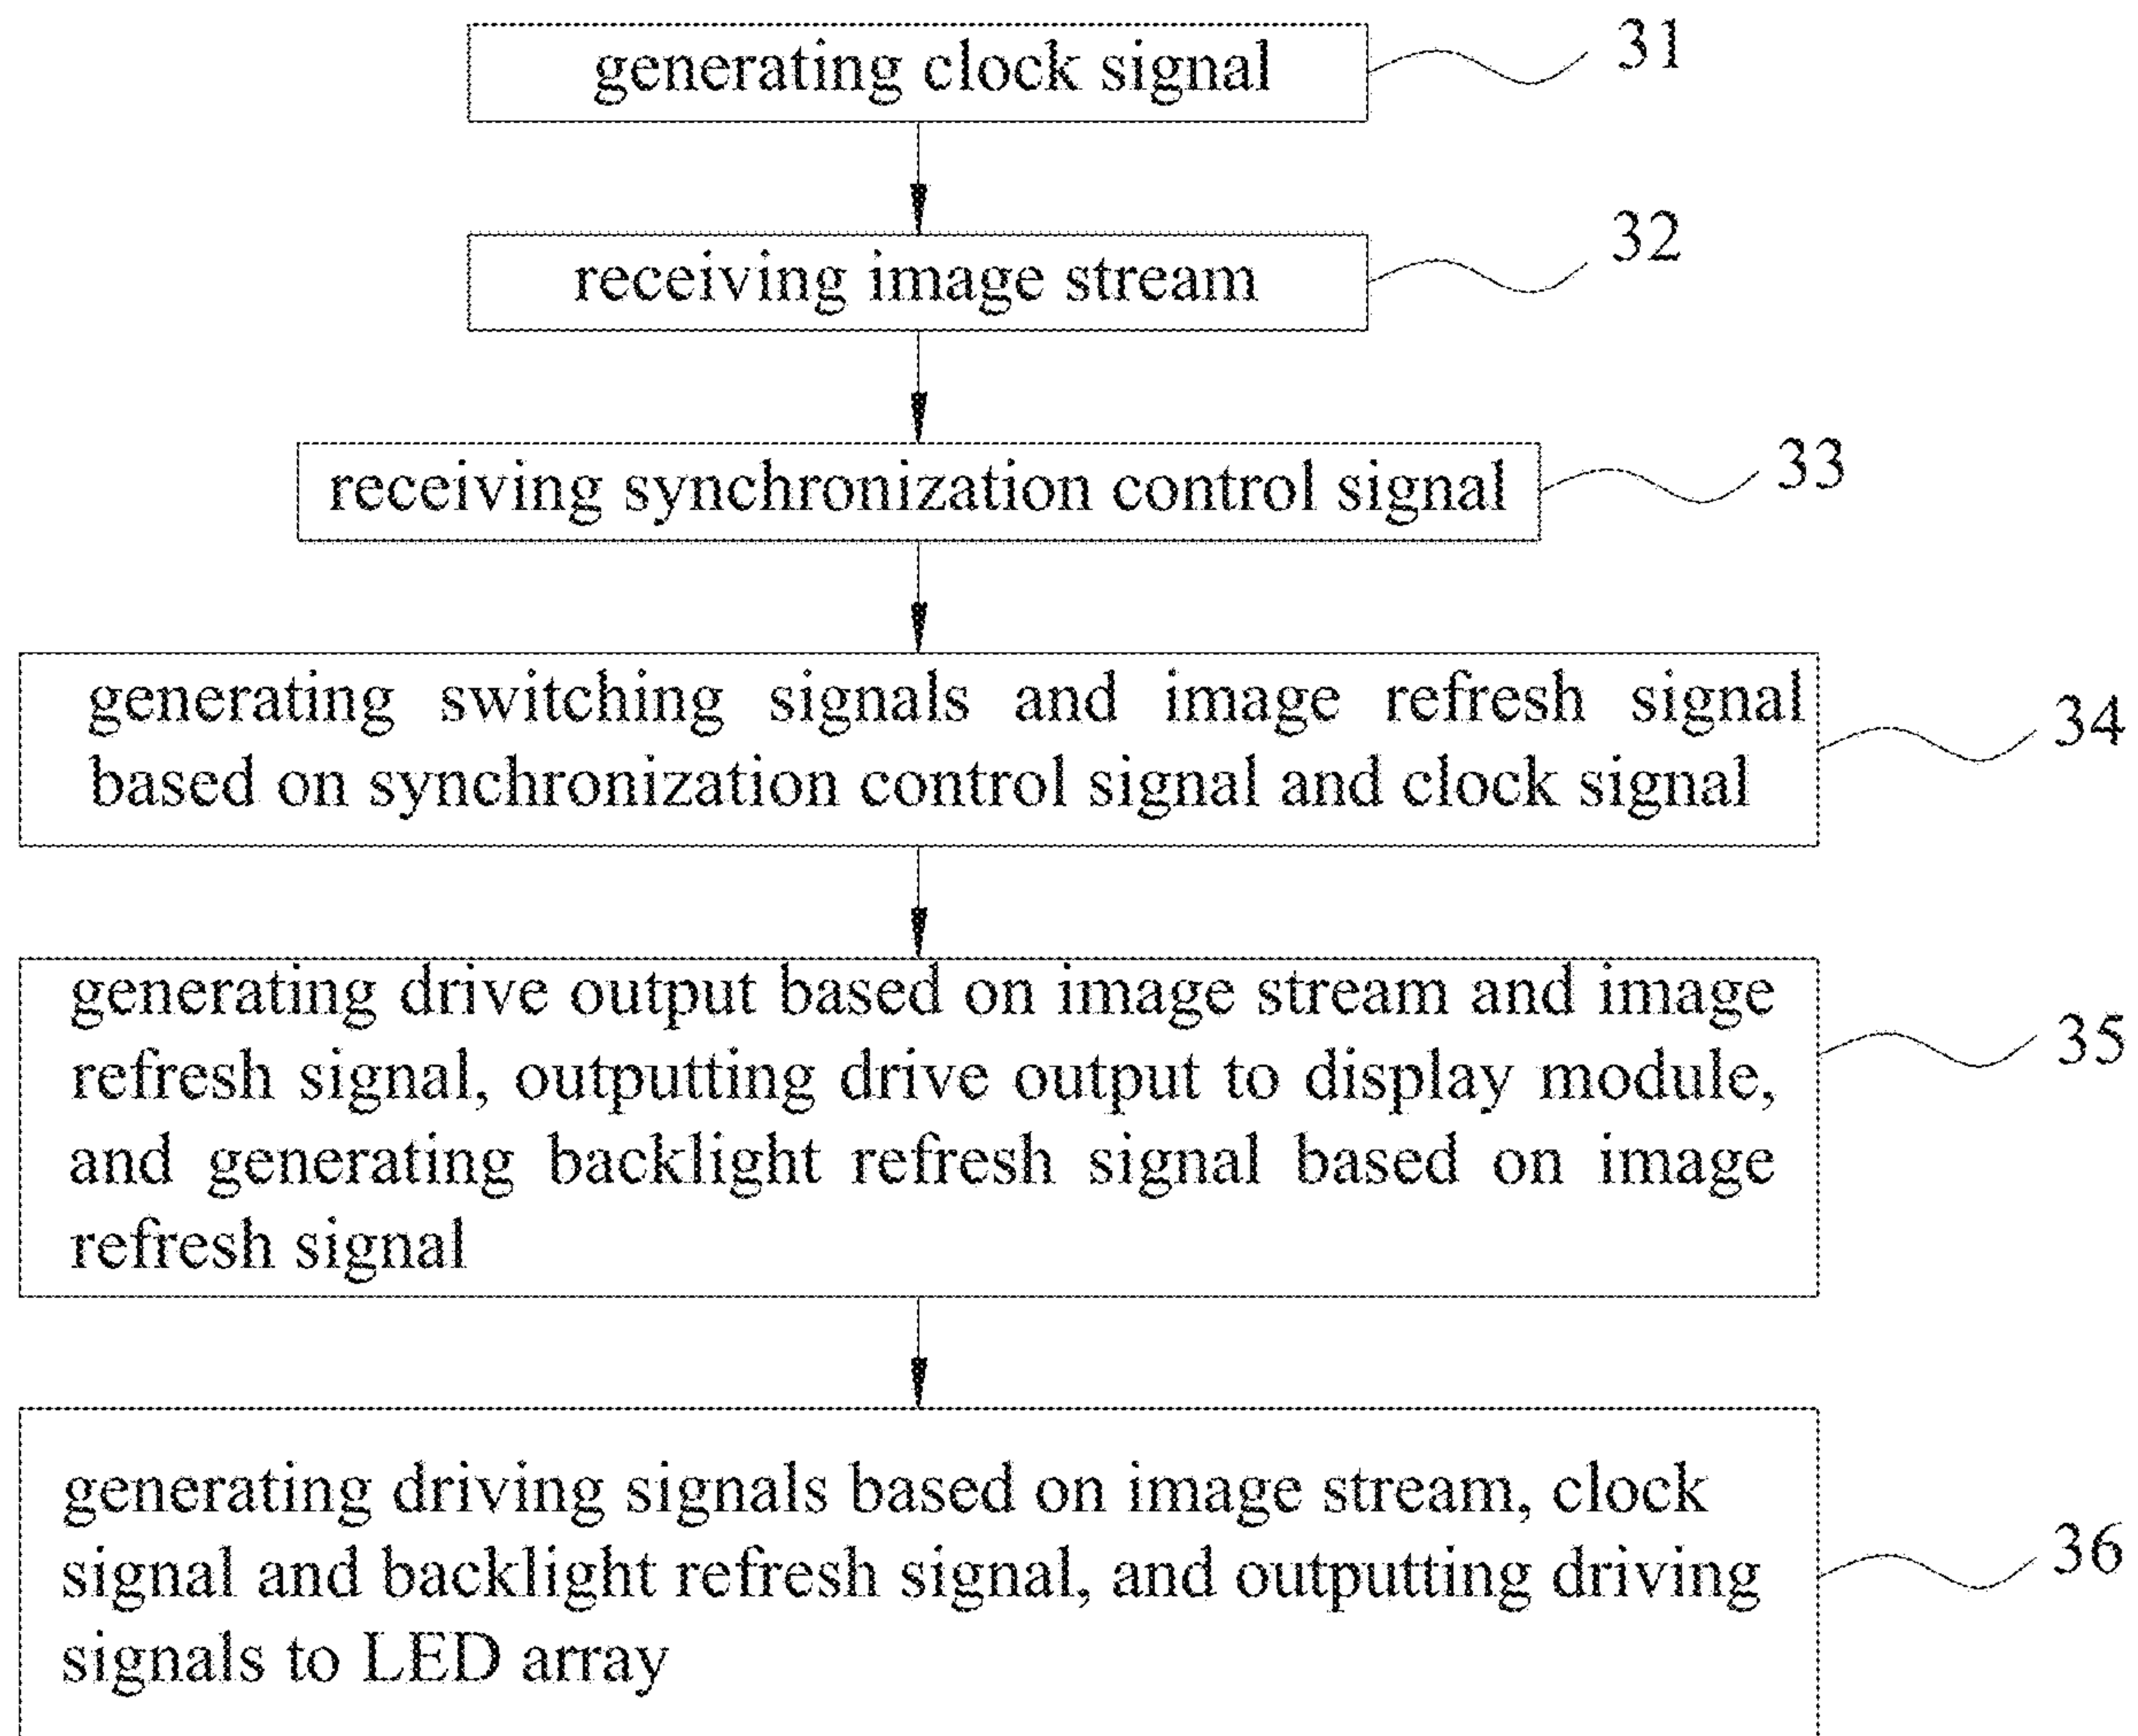 generating clock signal
31
receiving image stream
32
receiving synchronization control signal
33
generating switching signals and image refresh signal
based on synchronization control signal and clock signal
34
generating drive output based on image stream and image
refresh signal, outputting drive output to display module,
and generating backlight refresh signal based on image
refresh signal
35
generating driving signals based on image stream, clock
signal and backlight refresh signal, and outputting driving
signals to LED array
36